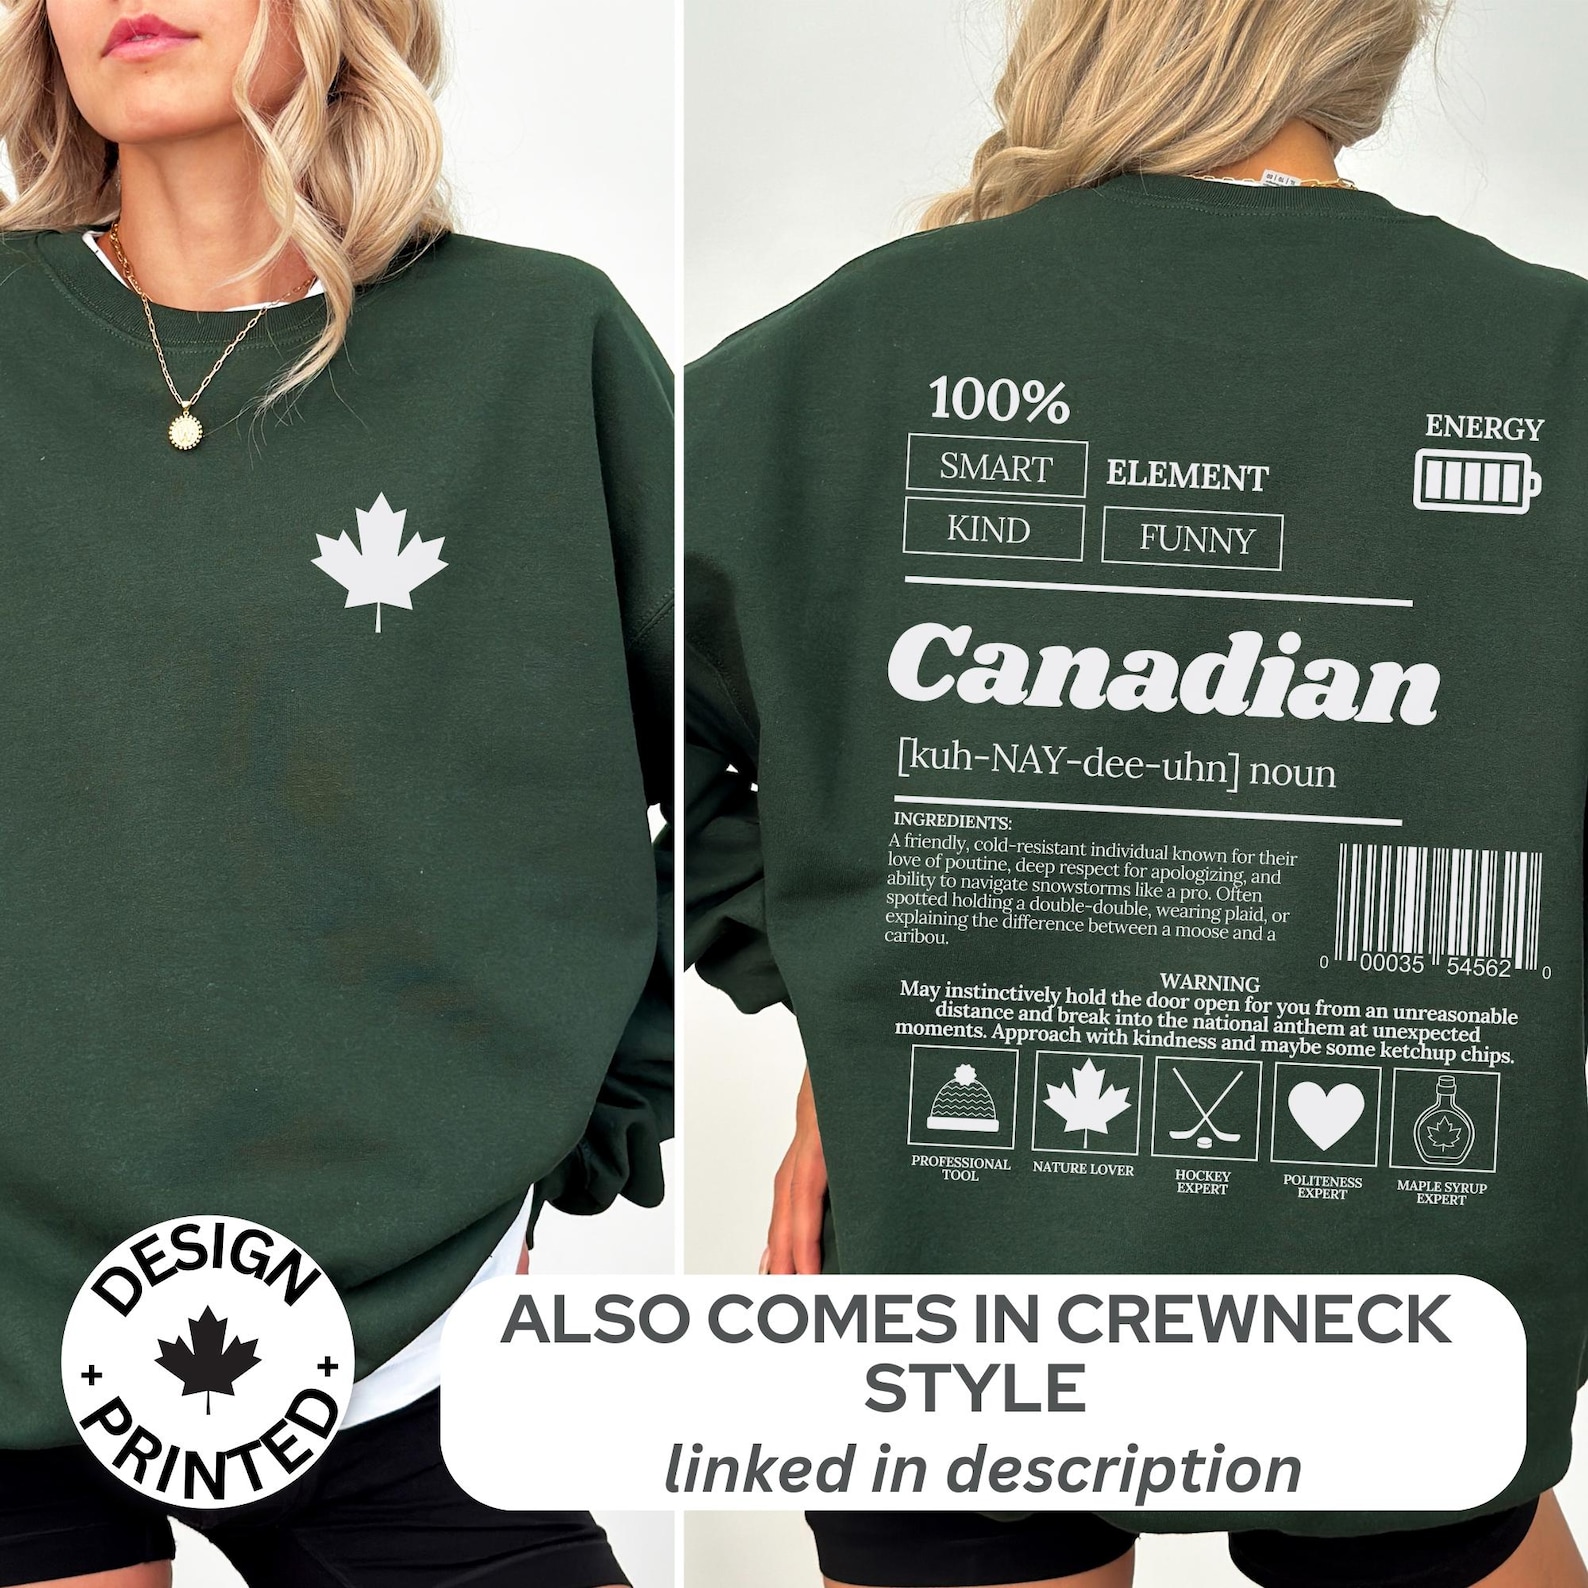 100%
SMART
KIND
ELEMENT
FUNNY
ENERGY
Canadian
[kuh-NAY-dee-uhn] noun
INGREDIENTS:
A friendly, cold-resistant individual known for their
love of poutine, deep respect for apologizing, and
ability to navigate snowstorms like a pro. Often
spotted holding a double-double, wearing plaid, or
explaining the difference between a moose and a
caribou.
0 00035 54562 0
WARNING
May instinctively hold the door open for you from an unreasonable
distance and break into the national anthem at unexpected
moments. Approach with kindness and maybe some ketchup chips.
PROFESSIONAL
TOOL
NATURE LOVER
HOCKEY
EXPERT
POLITENESS
EXPERT
MAPLE SYRUP
EXPERT
DESIGN
+ PRINTED +
ALSO COMES IN CREWNECK
STYLE
linked in description